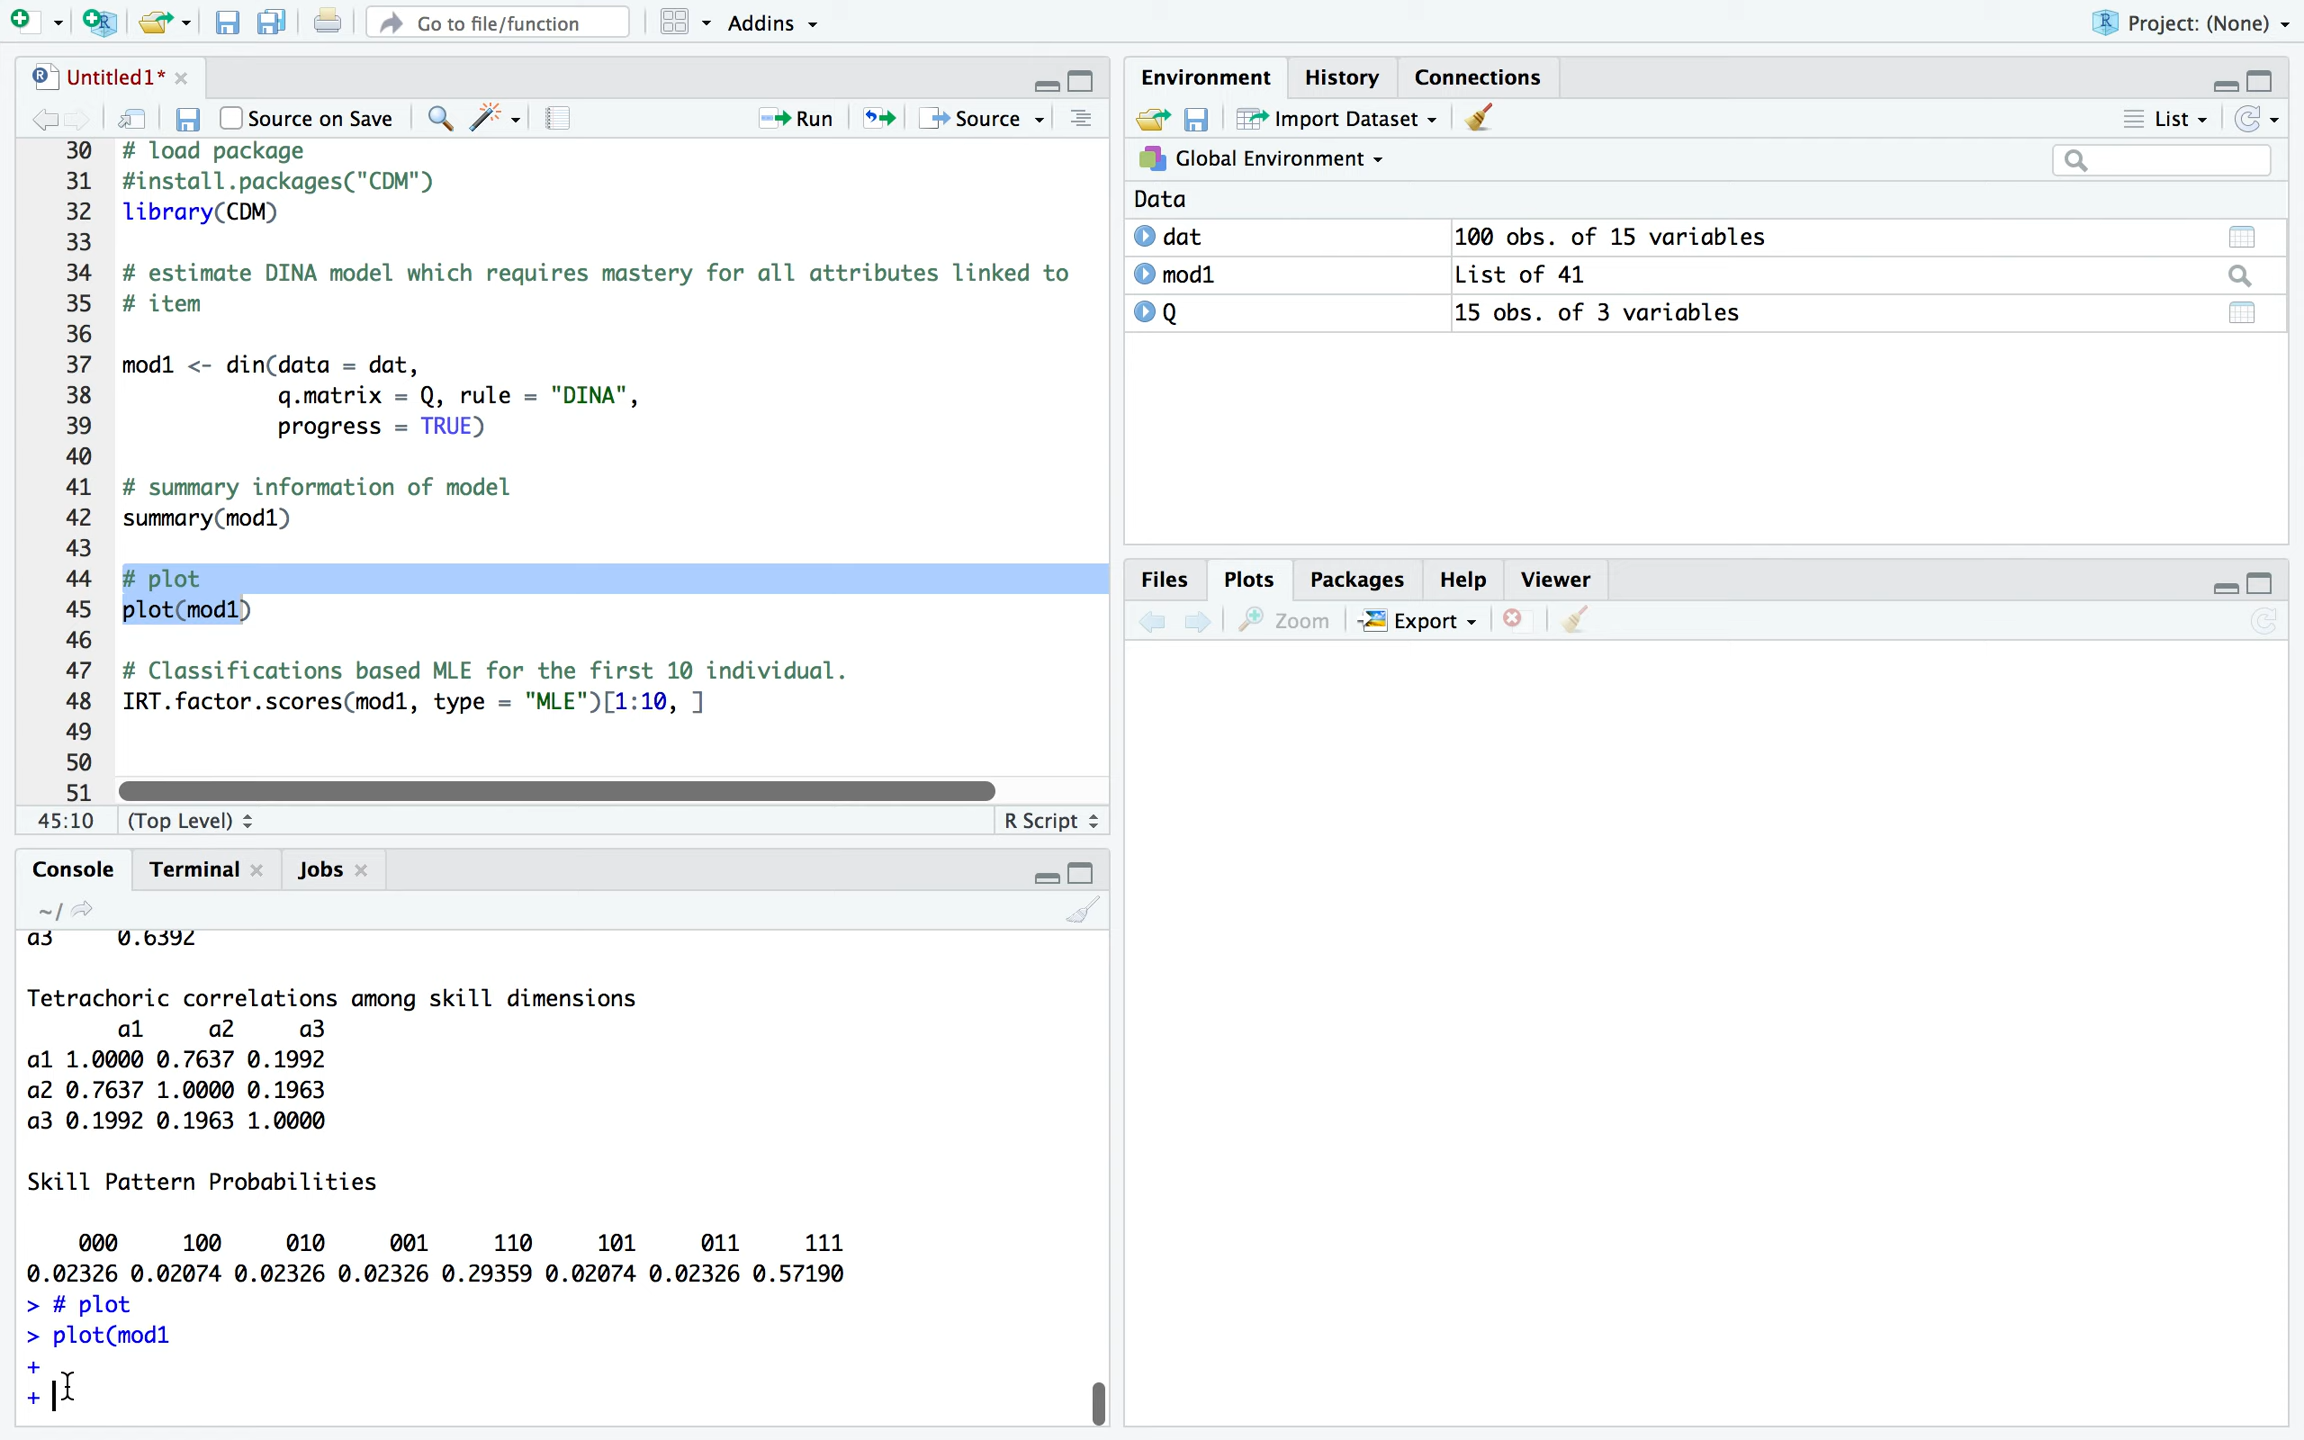 Go to file/function
Addins
Project: (None)
Untitled1*
Source on Save
Run
Source
30 # load package
31 #install.packages("CDM")
32 library(CDM)
33
34 # estimate DINA model which requires mastery for all attributes linked to
35 # item
36
37 mod1 <- din(data = dat,
38 q.matrix = Q, rule = "DINA",
39 progress = TRUE)
40
41 # summary information of model
42 summary(mod1)
43
44 # plot
45 plot(mod1)
46
47 # Classifications based MLE for the first 10 individual.
48 IRT.factor.scores(mod1, type = "MLE")[1:10, ]
49
50
51
45:10 (Top Level) R Script
Console Terminal Jobs
~/
a3 0.6392
Tetrachoric correlations among skill dimensions
a1 a2 a3
a1 1.0000 0.7637 0.1992
a2 0.7637 1.0000 0.1963
a3 0.1992 0.1963 1.0000
Skill Pattern Probabilities
000 100 010 001 110 101 011 111
0.02326 0.02074 0.02326 0.02326 0.29359 0.02074 0.02326 0.57190
> # plot
> plot(mod1
+
+
Environment History Connections
Import Dataset
List
Global Environment
Data
dat 100 obs. of 15 variables
mod1 List of 41
Q 15 obs. of 3 variables
Files Plots Packages Help Viewer
Zoom Export